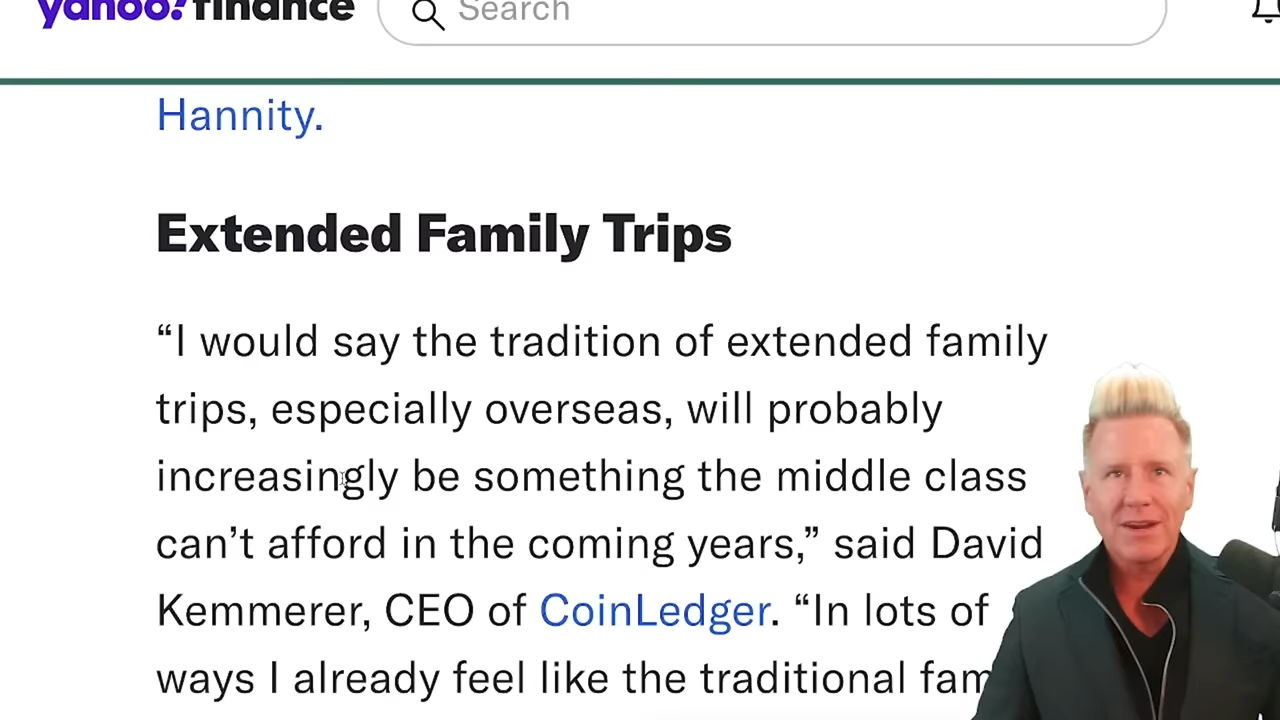 yahoo!finance
Search
Hannity.
Extended Family Trips
“I would say the tradition of extended family
trips, especially overseas, will probably
increasingly be something the middle class
can’t afford in the coming years,” said David
Kemmerer, CEO of CoinLedger. “In lots of
ways I already feel like the traditional fam